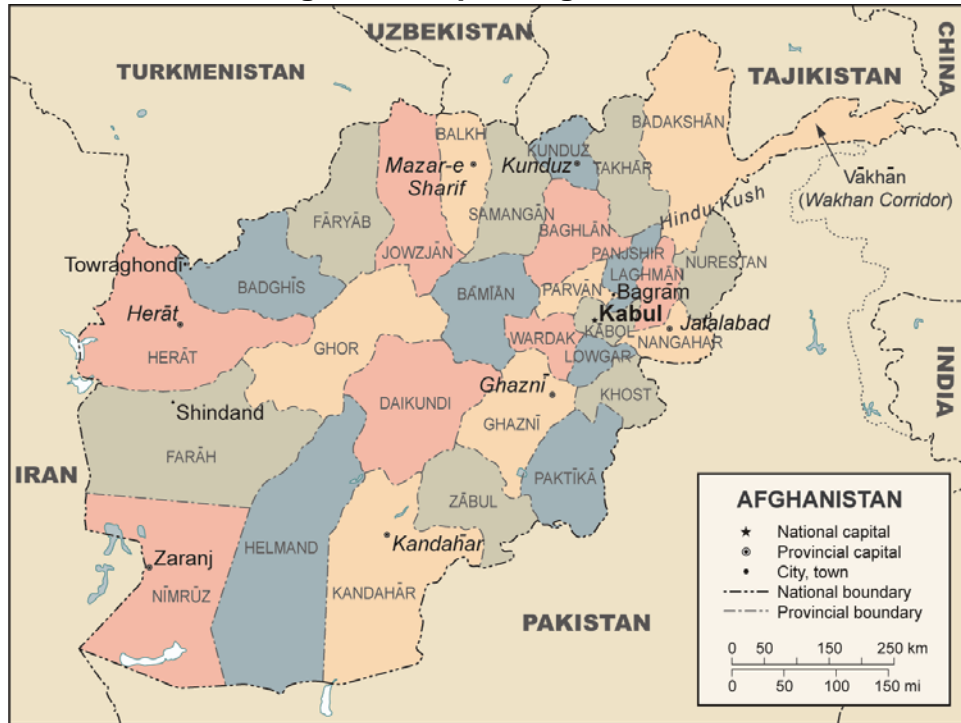 UZBEKISTAN
CHINA
TURKMENISTAN
TAJIKISTAN
BADAKSHĀN
BALKH
KUNDUZ
Mazar-e
Sharif
Kunduz
TAKHĀR
Vākhān
(Wakhan Corridor)
Hindu Kush
FĀRYĀB
SAMANGĀN
BAGHLĀN
JOWZJĀN
PANJSHIR
NURESTAN
Towraghondi
LAGHMĀN
BADGHĪS
BĀMĪĀN
PARVĀN
Bagrām
Herāt
Kabul
KĀBOL
Jalalabad
WARDAK
NANGAHAR
HERĀT
GHOR
LOWGAR
Ghaznī
DAIKUNDI
KHOST
Shindand
GHAZNĪ
INDIA
FARĀH
IRAN
PAKTĪKĀ
ZĀBUL
Kandahār
HELMAND
Zaranj
NĪMRŪZ
KANDAHĀR
PAKISTAN
AFGHANISTAN
National capital
Provincial capital
City, town
National boundary
Provincial boundary
0 50 150 250 km
0 50 100 150 mi